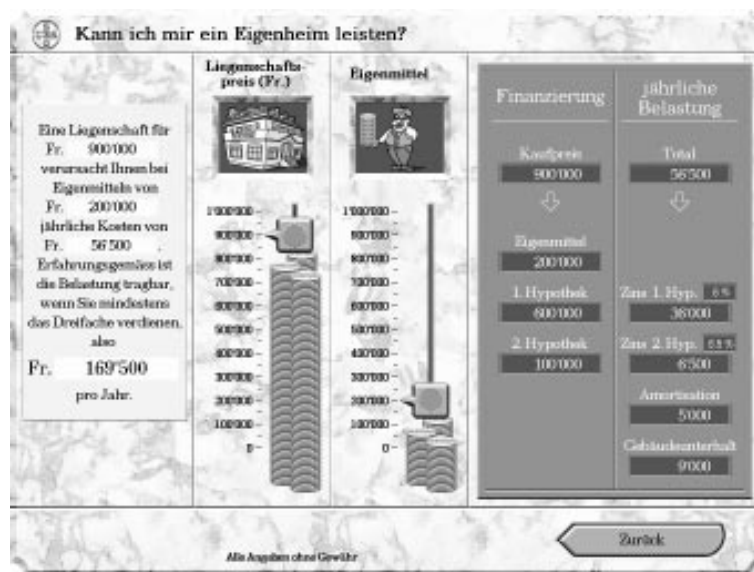 Kann ich mir ein Eigenheim leisten?
Eine Liegenschaft für
Fr. 900'000
verursacht Ihnen bei
Eigenmitteln von
Fr. 200'000
jährliche Kosten von
Fr. 56'500 .
Erfahrungsgemäss ist
die Belastung tragbar,
wenn Sie mindestens
das Dreifache verdienen,
also
Fr. 169'500
pro Jahr.
Liegenschafts-
preis (Fr.)
1'000'000
900'000
800'000
700'000
600'000
500'000
400'000
300'000
200'000
100'000
0
Eigenmittel
1'000'000
900'000
800'000
700'000
600'000
500'000
400'000
300'000
200'000
100'000
0
Finanzierung
Kaufpreis
900'000
Eigenmittel
200'000
1. Hypothek
600'000
2. Hypothek
100'000
jährliche
Belastung
Total
56'500
Zins 1. Hyp. 6 %
36'000
Zins 2. Hyp. 6.5 %
6'500
Amortisation
5'000
Gebäudeunterhalt
9'000
Alle Angaben ohne Gewähr
Zurück